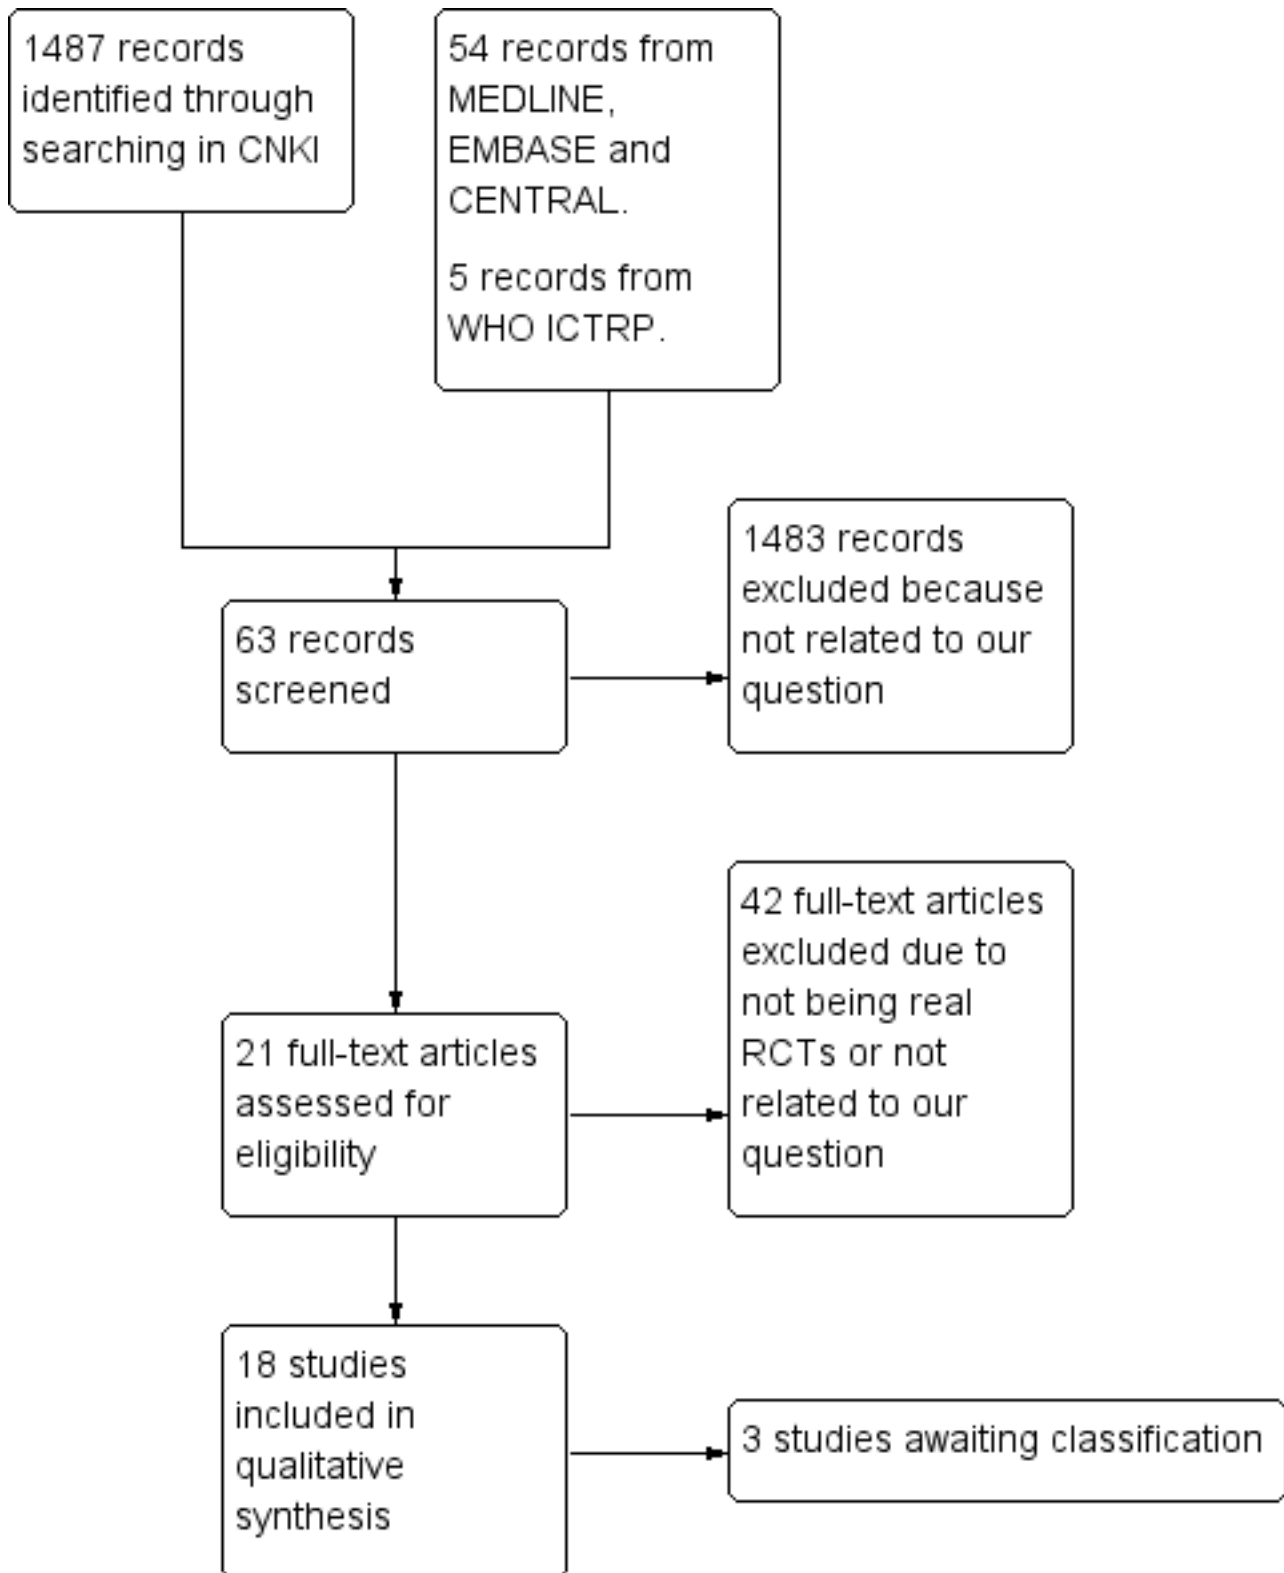 1487 records
identified through
searching in CNKI
54 records from
MEDLINE,
EMBASE and
CENTRAL.
5 records from
WHO ICTRP.
1483 records
excluded because
not related to our
question
63 records
screened
42 full-text articles
excluded due to
not being real
RCTs or not
related to our
question
21 full-text articles
assessed for
eligibility
18 studies
included in
qualitative
synthesis
3 studies awaiting classification